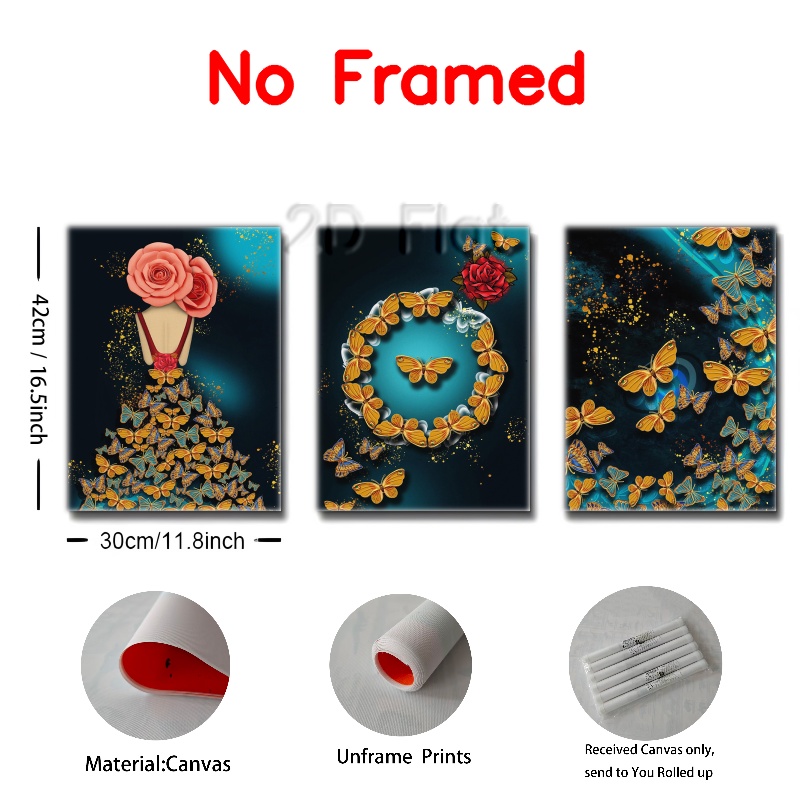 No Framed
2D Flat
42cm / 16.5inch
30cm/11.8inch
Material:Canvas
Unframe Prints
Received Canvas only,
send to You Rolled up